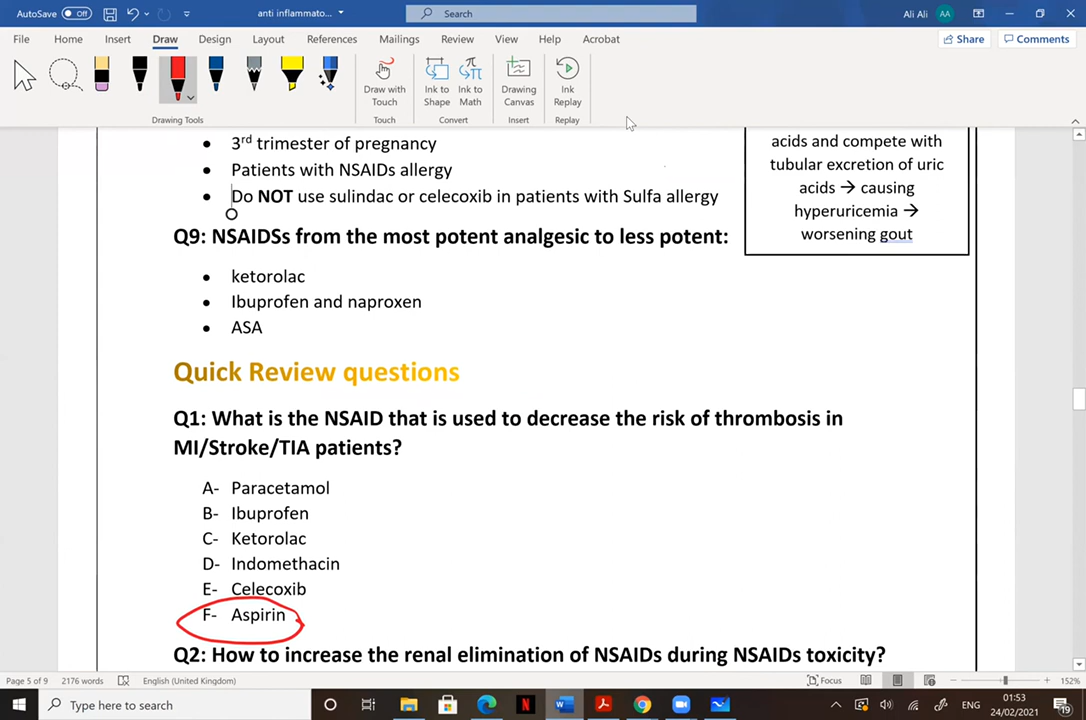 AutoSave Off
anti inflammato...
Search
Ali Ali AA
File Home Insert Draw Design Layout References Mailings Review View Help Acrobat
Share Comments
Draw with Touch
Ink to Shape
Ink to Math
Drawing Canvas
Ink Replay
Drawing Tools Touch Convert Insert Replay
• 3rd trimester of pregnancy
• Patients with NSAIDs allergy
• Do NOT use sulindac or celecoxib in patients with Sulfa allergy
acids and compete with
tubular excretion of uric
acids → causing
hyperuricemia →
worsening gout
Q9: NSAIDSs from the most potent analgesic to less potent:
• ketorolac
• Ibuprofen and naproxen
• ASA
Quick Review questions
Q1: What is the NSAID that is used to decrease the risk of thrombosis in
MI/Stroke/TIA patients?
A- Paracetamol
B- Ibuprofen
C- Ketorolac
D- Indomethacin
E- Celecoxib
F- Aspirin
Q2: How to increase the renal elimination of NSAIDs during NSAIDs toxicity?
Page 5 of 9 2176 words English (United Kingdom) Focus 152%
Type here to search
ENG
01:53
24/02/2021
19